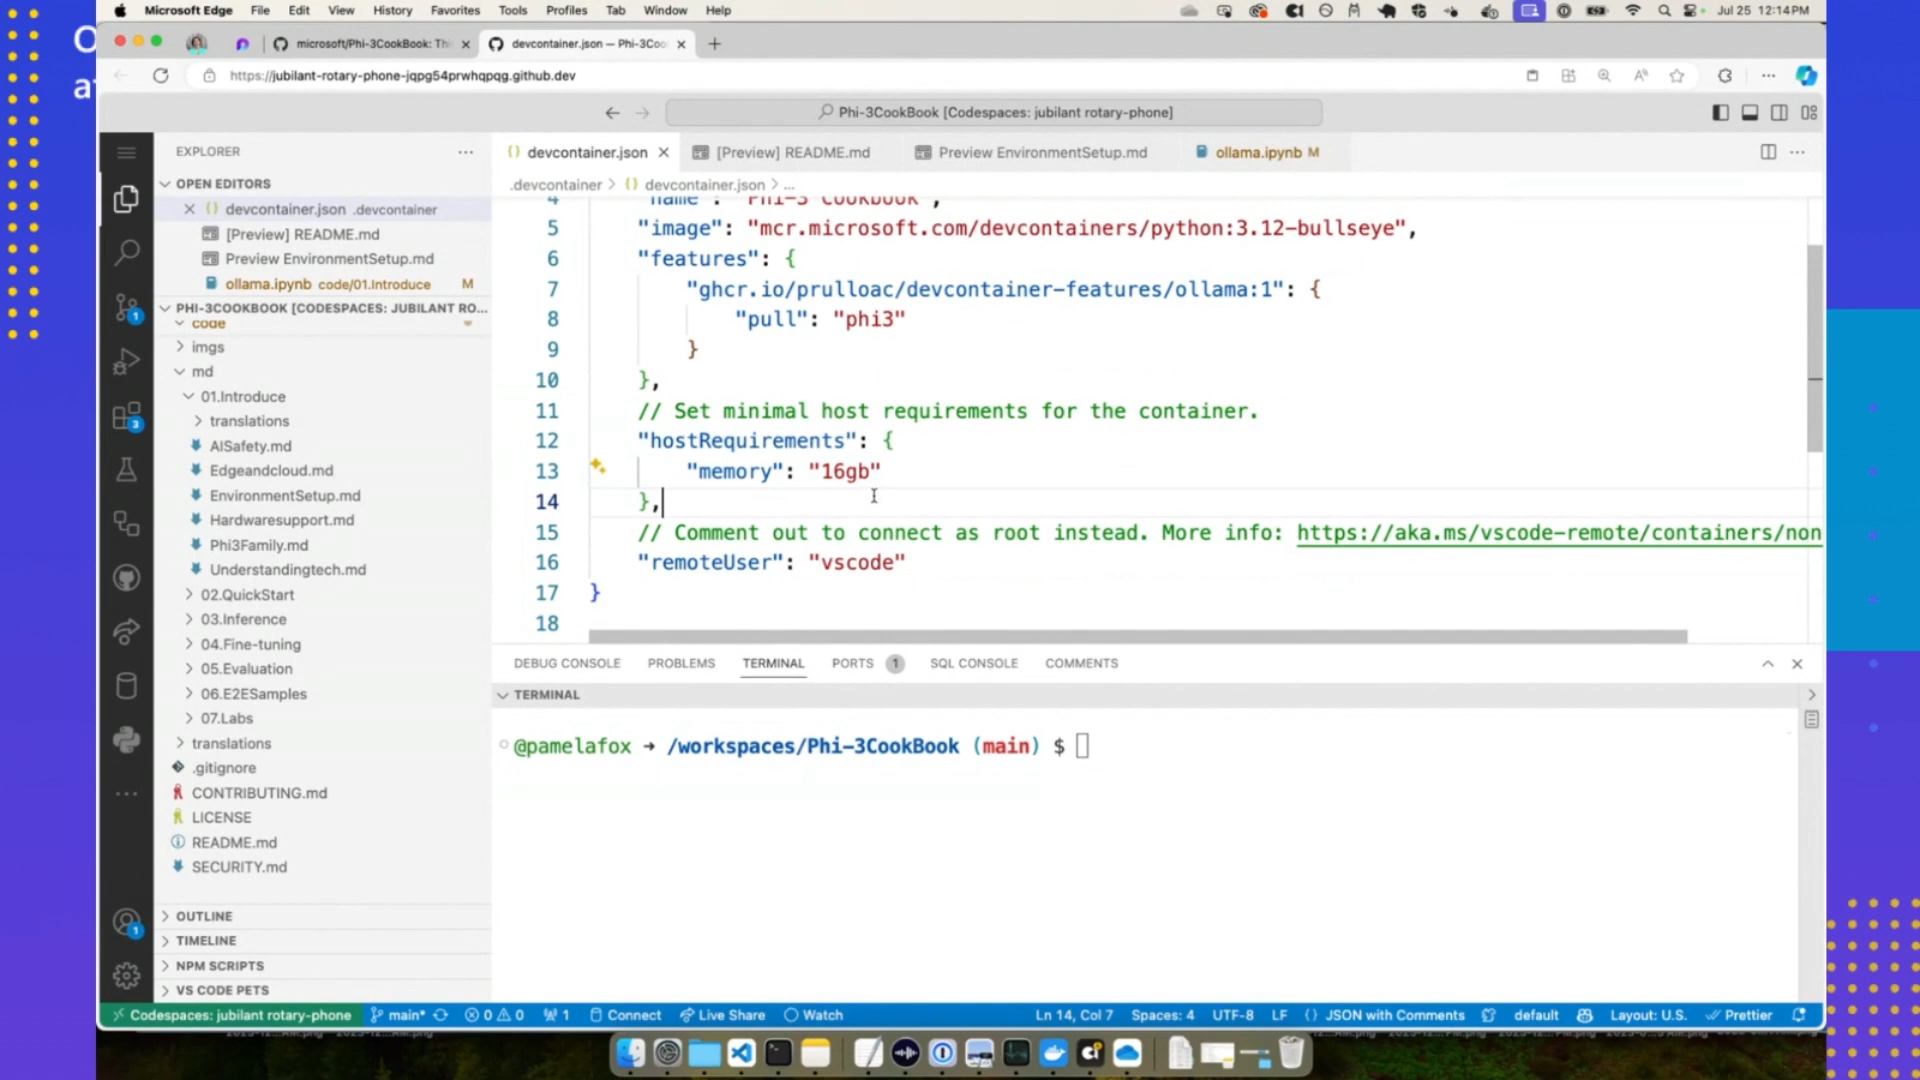 Microsoft Edge File Edit View History Favorites Tools Profiles Tab Window Help Jul 25 12:14PM
microsoft/Phi-3CookBook: Thi devcontainer.json — Phi-3Coo
https://jubilant-rotary-phone-jqpg54prwhqpqg.github.dev
Phi-3CookBook [Codespaces: jubilant rotary-phone]
EXPLORER
devcontainer.json [Preview] README.md Preview EnvironmentSetup.md ollama.ipynb M
OPEN EDITORS
.devcontainer > devcontainer.json > ...
devcontainer.json .devcontainer
[Preview] README.md
Preview EnvironmentSetup.md
ollama.ipynb code/01.Introduce M
PHI-3COOKBOOK [CODESPACES: JUBILANT RO...
code
imgs
md
01.Introduce
translations
AISafety.md
Edgeandcloud.md
EnvironmentSetup.md
Hardwaresupport.md
Phi3Family.md
Understandingtech.md
02.QuickStart
03.Inference
04.Fine-tuning
05.Evaluation
06.E2ESamples
07.Labs
translations
.gitignore
CONTRIBUTING.md
LICENSE
README.md
SECURITY.md
OUTLINE
TIMELINE
NPM SCRIPTS
VS CODE PETS
4 "name": "Phi-3 Cookbook",
5 "image": "mcr.microsoft.com/devcontainers/python:3.12-bullseye",
6 "features": {
7 "ghcr.io/prulloac/devcontainer-features/ollama:1": {
8 "pull": "phi3"
9 }
10 },
11 // Set minimal host requirements for the container.
12 "hostRequirements": {
13 "memory": "16gb"
14 },
15 // Comment out to connect as root instead. More info: https://aka.ms/vscode-remote/containers/non
16 "remoteUser": "vscode"
17 }
18
DEBUG CONSOLE PROBLEMS TERMINAL PORTS 1 SQL CONSOLE COMMENTS
TERMINAL
@pamelafox → /workspaces/Phi-3CookBook (main) $
Codespaces: jubilant rotary-phone main* 0 0 1 Connect Live Share Watch Ln 14, Col 7 Spaces: 4 UTF-8 LF {} JSON with Comments default Layout: U.S. Prettier